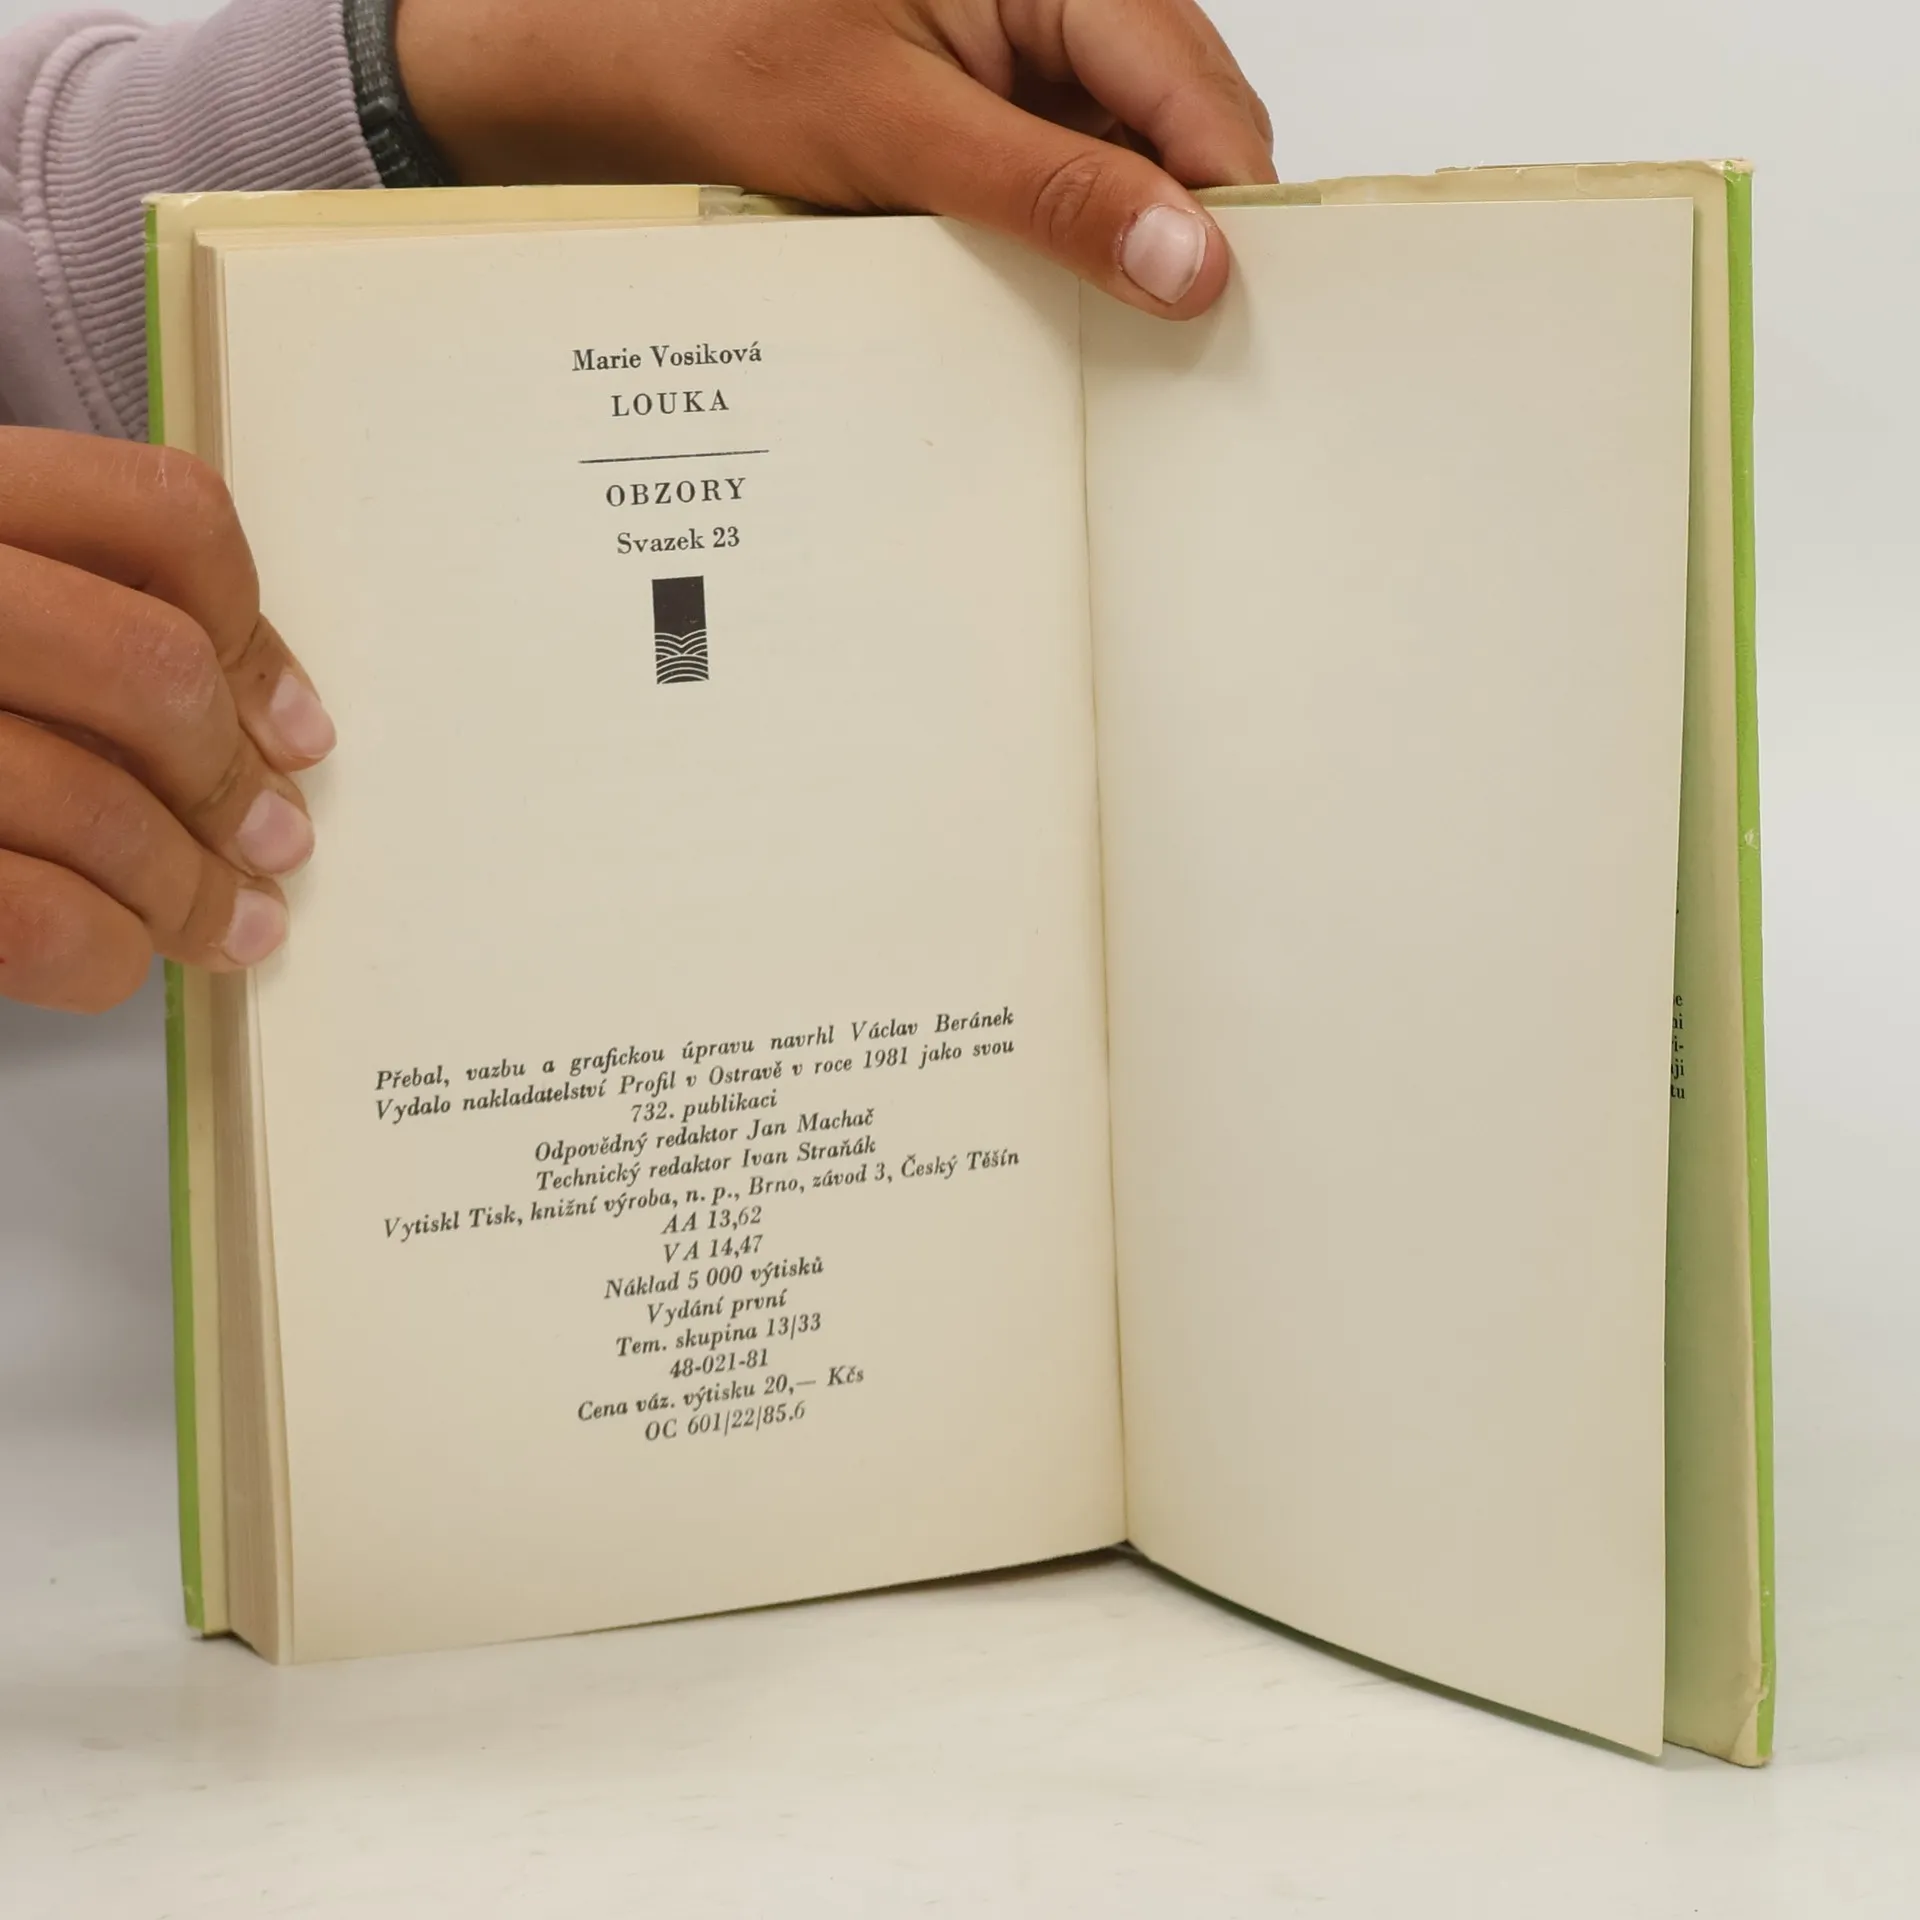 Marie Vosiková
LOUKA
OBZORY
Svazek 23
Přebal, vazbu a grafickou úpravu navrhl Václav Beránek
Vydalo nakladatelství Profil v Ostravě v roce 1981 jako svou
732. publikaci
Odpovědný redaktor Jan Machač
Technický redaktor Ivan Straňák
Vytiskl Tisk, knižní výroba, n. p., Brno, závod 3, Český Těšín
AA 13,62
VA 14,47
Náklad 5 000 výtisků
Vydání první
Tem. skupina 13/33
48-021-81
Cena váz. výtisku 20,— Kčs
OC 601/22/85.6